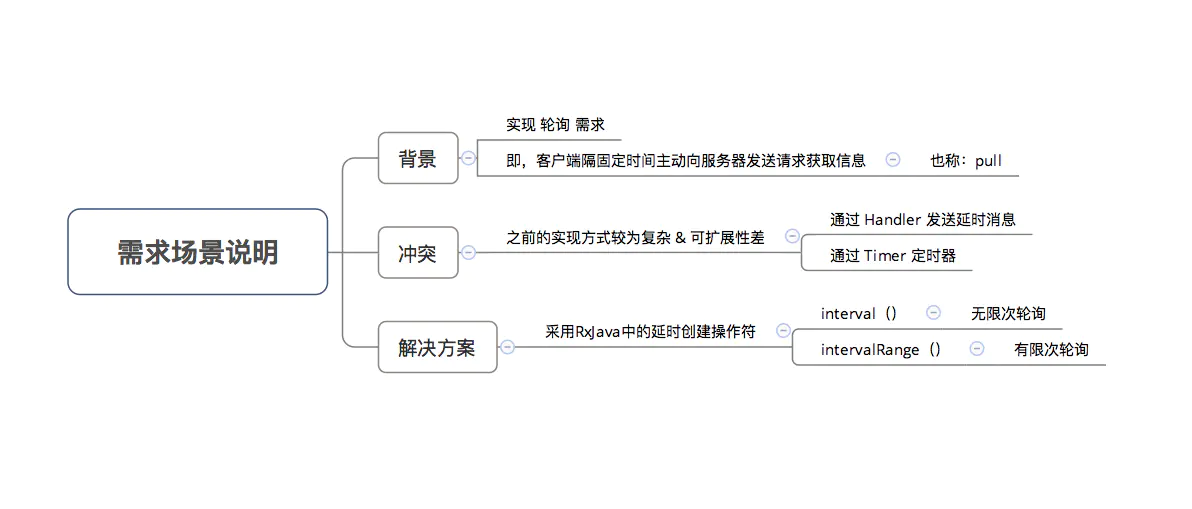 需求场景说明
背景
实现 轮询 需求
即，客户端隔固定时间主动向服务器发送请求获取信息
也称：pull
冲突
之前的实现方式较为复杂 & 可扩展性差
通过 Handler 发送延时消息
通过 Timer 定时器
解决方案
采用RxJava中的延时创建操作符
interval（）
无限次轮询
intervalRange（）
有限次轮询